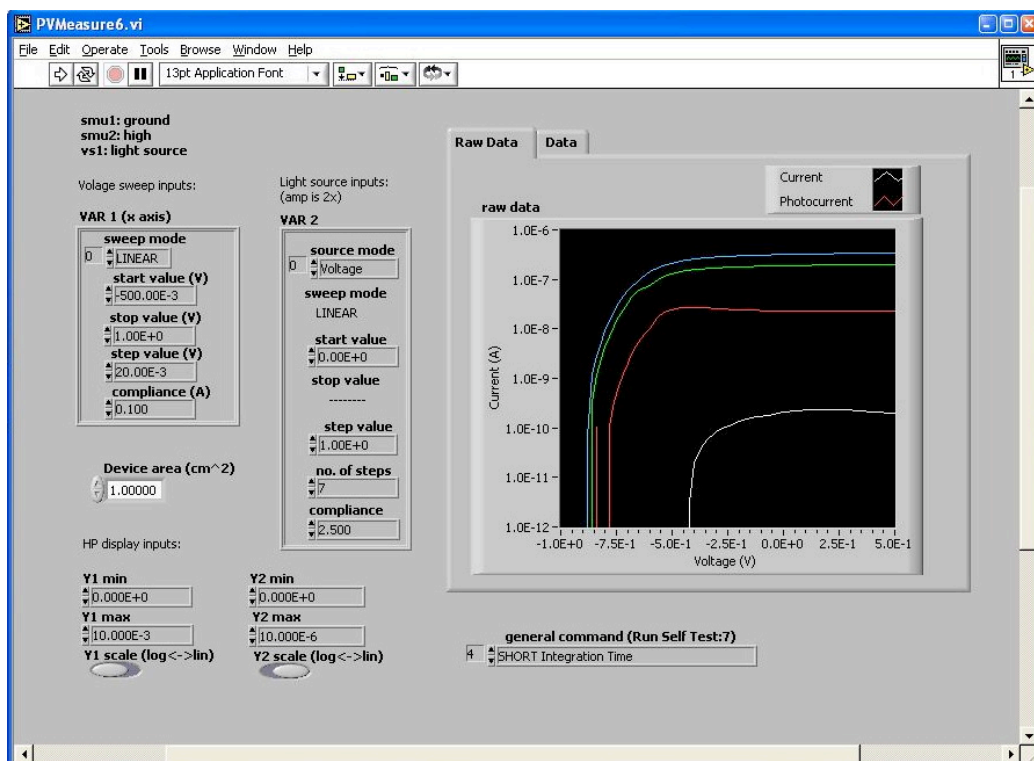 PVMeasure6.vi
File Edit Operate Tools Browse Window Help
13pt Application Font
1
smu1: ground
smu2: high
vs1: light source
Volage sweep inputs:
VAR 1 (x axis)
sweep mode
0 LINEAR
start value (V)
-500.00E-3
stop value (V)
1.00E+0
step value (V)
20.00E-3
compliance (A)
0.100
Device area (cm^2)
1.00000
Light source inputs:
(amp is 2x)
VAR 2
source mode
0 Voltage
sweep mode
LINEAR
start value
0.00E+0
stop value
--------
step value
1.00E+0
no. of steps
7
compliance
2.500
HP display inputs:
Y1 min
0.000E+0
Y1 max
10.000E-3
Y1 scale (log<->lin)
Y2 min
0.000E+0
Y2 max
10.000E-6
Y2 scale (log<->lin)
Raw Data Data
Current
Photocurrent
raw data
Current (A)
1.0E-6
1.0E-7
1.0E-8
1.0E-9
1.0E-10
1.0E-11
1.0E-12
-1.0E+0 -7.5E-1 -5.0E-1 -2.5E-1 0.0E+0 2.5E-1 5.0E-1
Voltage (V)
general command (Run Self Test:7)
4 SHORT Integration Time